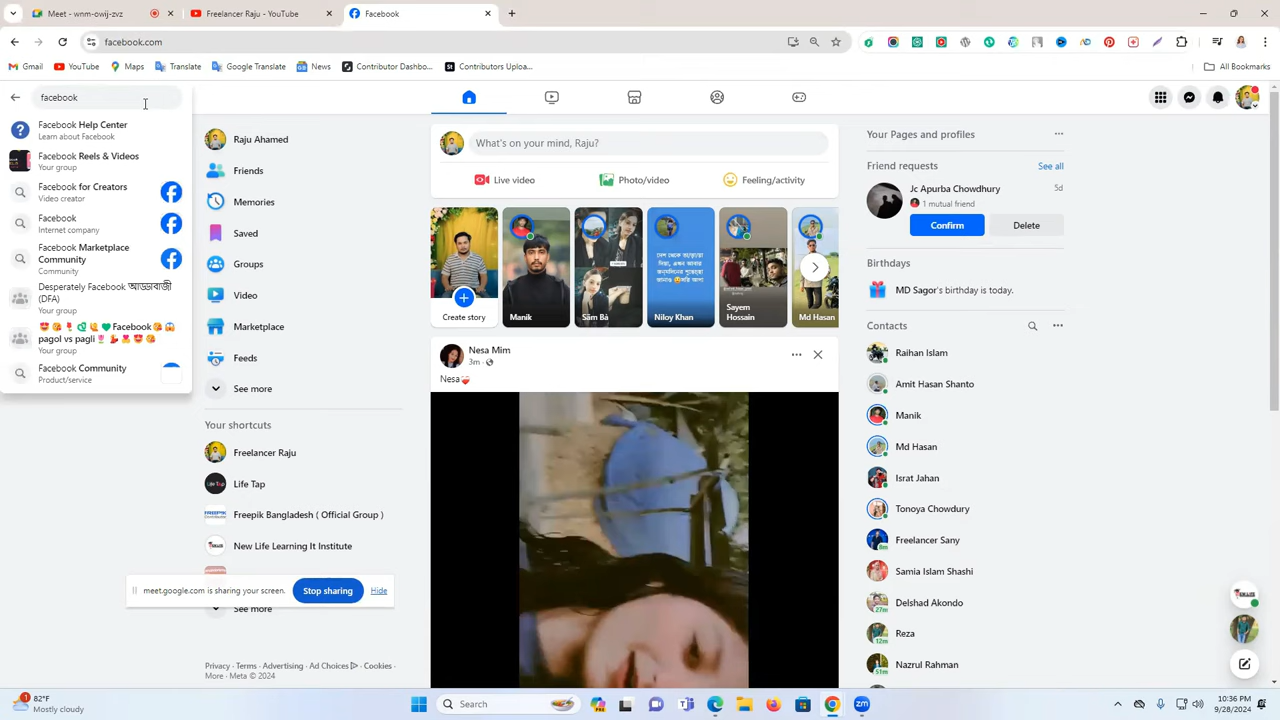 Meet - wnm-owij-zvz
Freelancer Raju - YouTube
Facebook
facebook.com
Gmail
YouTube
Maps
Translate
Google Translate
News
Contributor Dashbo...
Contributors Uploa...
All Bookmarks
facebook
Facebook Help Center
Learn about Facebook
Facebook Reels & Videos
Your group
Facebook for Creators
Video creator
Facebook
Internet company
Facebook Marketplace
Community
Community
Desperately Facebook আড্ডাবাজী
(DFA)
Your group
Facebook
pagol vs pagli
Your group
Facebook Community
Product/service
Raju Ahamed
Friends
Memories
Saved
Groups
Video
Marketplace
Feeds
See more
Your shortcuts
Freelancer Raju
Life Tap
Freepik Bangladesh ( Official Group )
New Life Learning It Institute
meet.google.com is sharing your screen.
Stop sharing
Hide
See more
Privacy · Terms · Advertising · Ad Choices · Cookies ·
More · Meta © 2024
What's on your mind, Raju?
Live video
Photo/video
Feeling/activity
Create story
Manik
Niloy Khan
Sayem
Hossain
Md Hasan
Nesa Mim
3m
Nesa
Your Pages and profiles
Friend requests
See all
Jc Apurba Chowdhury
5d
1 mutual friend
Confirm
Delete
Birthdays
MD Sagor's birthday is today.
Contacts
Raihan Islam
Amit Hasan Shanto
Manik
Md Hasan
Israt Jahan
Tonoya Chowdury
Freelancer Sany
8m
Samia Islam Shashi
Delshad Akondo
27m
Reza
12m
Nazrul Rahman
51m
1
82°F
Mostly cloudy
Search
10:36 PM
9/28/2024